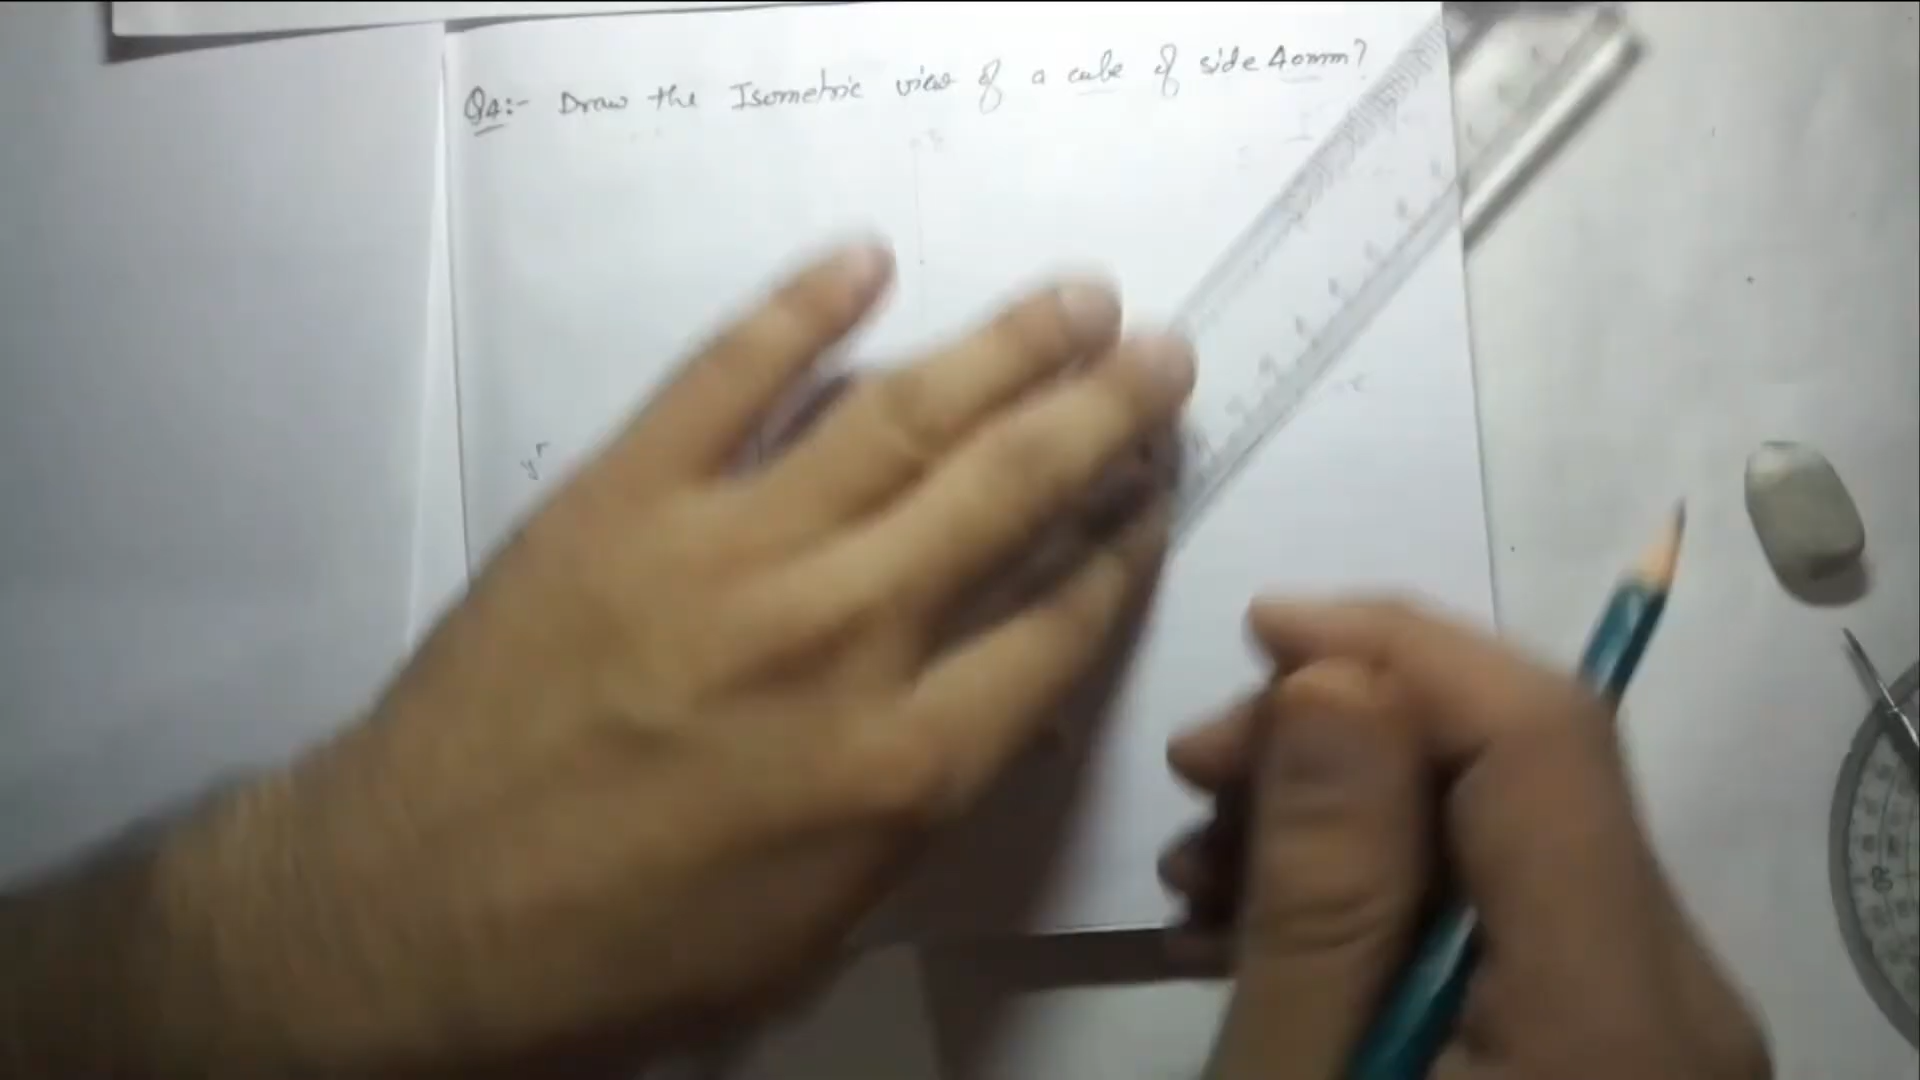 Q4:- Draw the Isometric view of a cube of side 40mm?
y